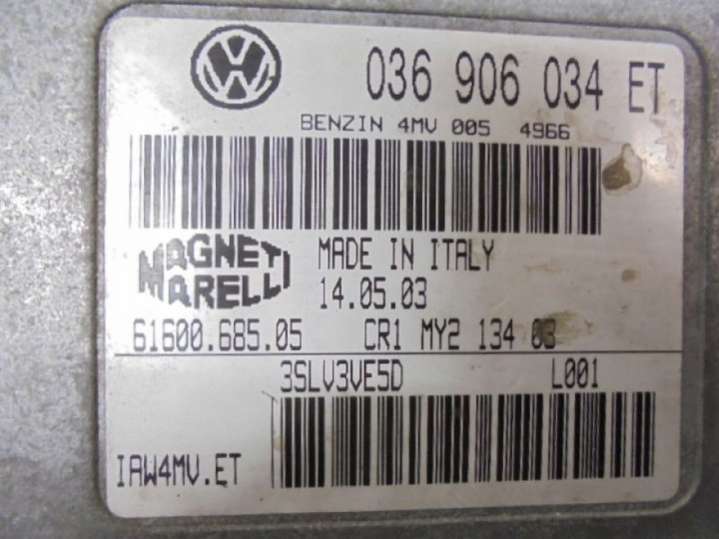 036 906 034 ET
BENZIN 4MV 005 4966
MAGNETI MARELLI
MADE IN ITALY
14.05.03
61600.685.05 CR1 MY2 134 03
3SLV3VE5D L001
IAW4MV.ET